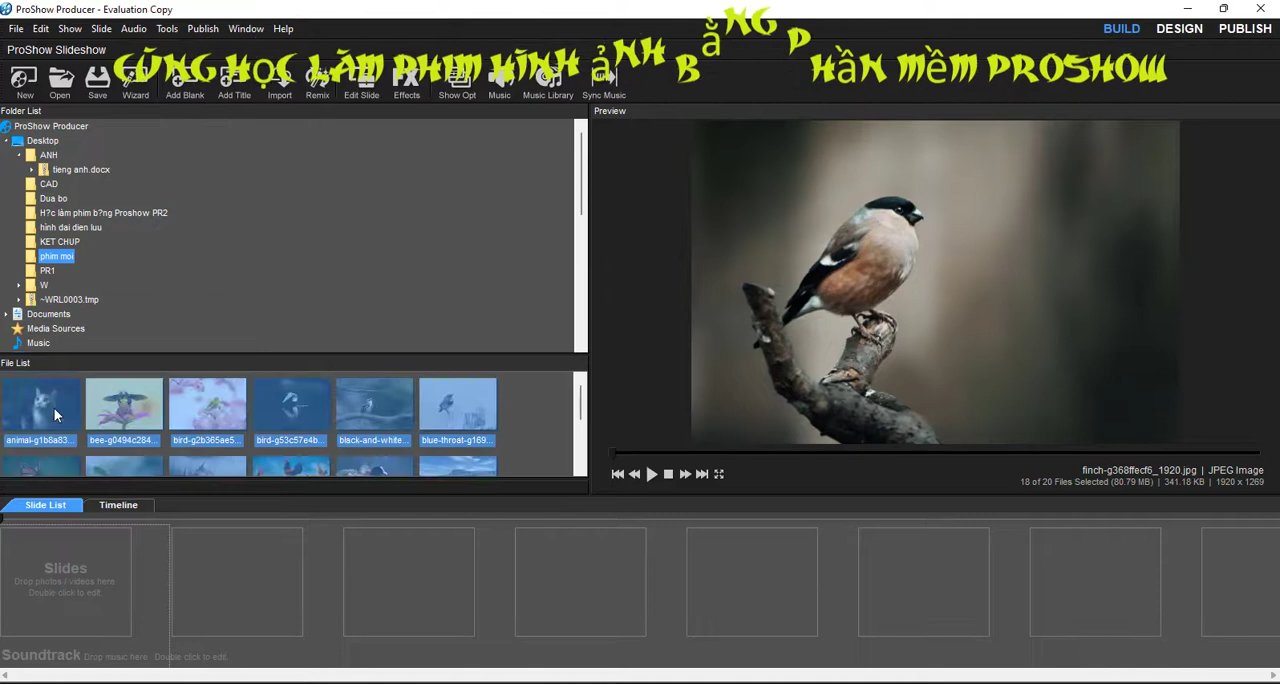 ProShow Producer - Evaluation Copy
File Edit Show Slide Audio Tools Publish Window Help
BUILD DESIGN PUBLISH
ProShow Slideshow
CÙNG HỌC LÀM PHIM HÌNH ẢNH BẰNG PHẦN MỀM PROSHOW
New Open Save Wizard Add Blank Add Title Import Remix Edit Slide Effects Show Opt Music Music Library Sync Music
Folder List
Preview
ProShow Producer
Desktop
ANH
tieng anh.docx
CAD
Dua bo
H?c làm phim b?ng Proshow PR2
hình dai dien luu
KET CHUP
phim moi
PR1
W
~WRL0003.tmp
Documents
Media Sources
Music
File List
animal-g1b8a83... bee-g0494c284... bird-g2b365ae5... bird-g53c57e4b... black-and-white... blue-throat-g169...
finch-g368ffecf6_1920.jpg | JPEG Image
18 of 20 Files Selected (80.79 MB) | 341.18 KB | 1920 x 1269
Slide List Timeline
Slides
Drop photos / videos here
Double click to edit
Soundtrack Drop music here. Double click to edit.